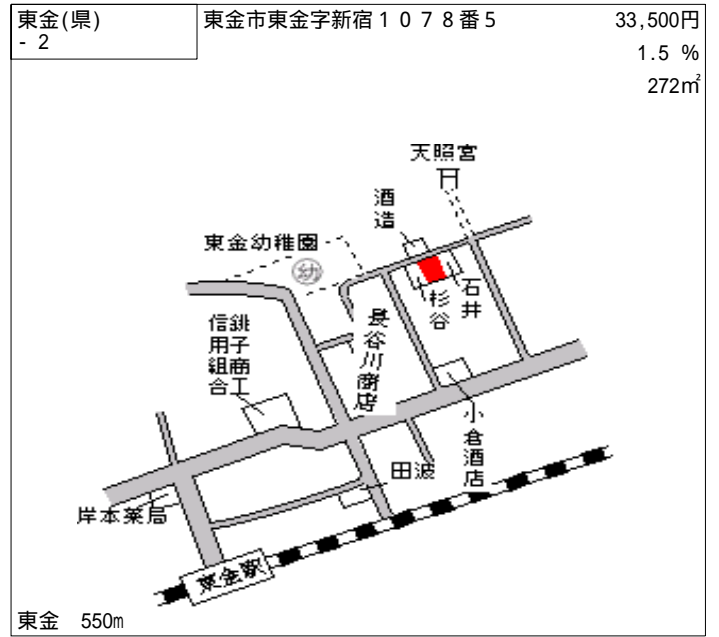 東金(県)
- 2
東金市東金字新宿１０７８番５
33,500円
1.5 %
272㎡
天照宮
酒造
東金幼稚園
幼
石井
杉谷
長谷川商店
銚子商工
信用組合
小倉酒店
田波
岸本薬局
東金駅
東金 550m